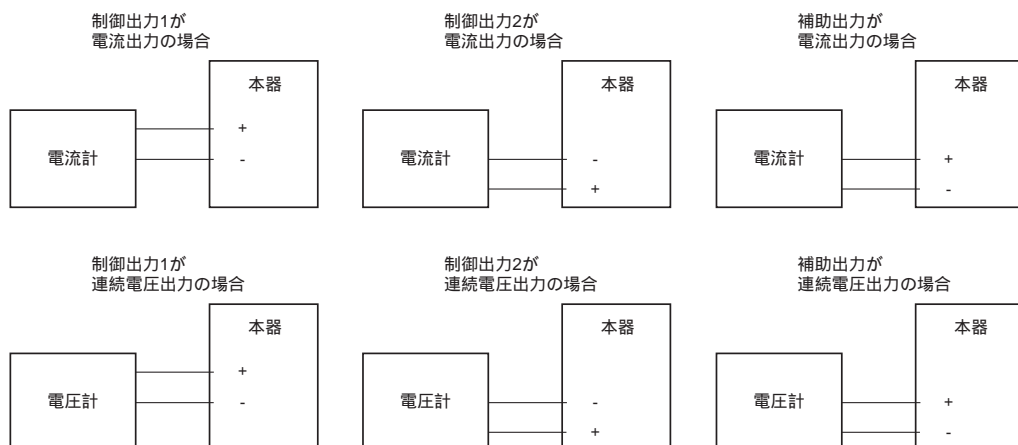 制御出力1が
電流出力の場合
本器
電流計
+
-
制御出力2が
電流出力の場合
本器
電流計
-
+
補助出力が
電流出力の場合
本器
電流計
+
-
制御出力1が
連続電圧出力の場合
本器
電圧計
+
-
制御出力2が
連続電圧出力の場合
本器
電圧計
-
+
補助出力が
連続電圧出力の場合
本器
電圧計
+
-